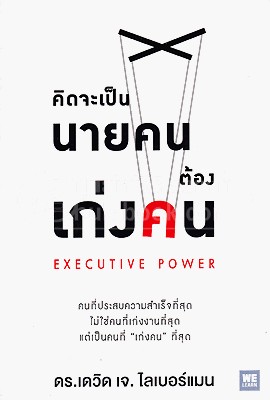 คิดจะเป็น
นายคน
ต้อง
เก่งคน
EXECUTIVE POWER
คนที่ประสบความสำเร็จที่สุด
ไม่ใช่คนที่เก่งงานที่สุด
แต่เป็นคนที่ "เก่งคน" ที่สุด
ดร.เดวิด เจ. ไลเบอร์แมน
WE
LEARN